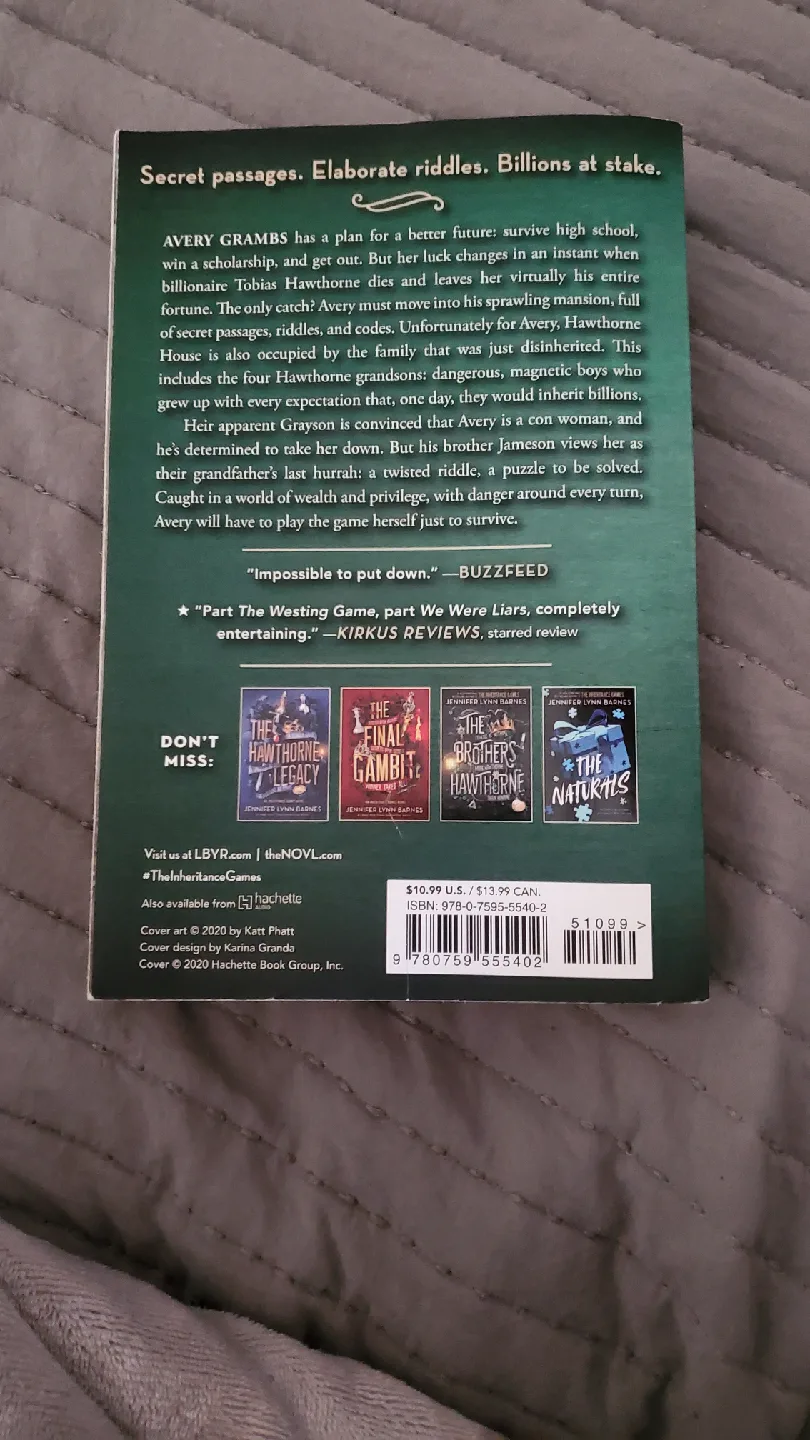 Secret passages. Elaborate riddles. Billions at stake.
AVERY GRAMBS has a plan for a better future: survive high school,
win a scholarship, and get out. But her luck changes in an instant when
billionaire Tobias Hawthorne dies and leaves her virtually his entire
fortune. The only catch? Avery must move into his sprawling mansion, full
of secret passages, riddles, and codes. Unfortunately for Avery, Hawthorne
House is also occupied by the family that was just disinherited. This
includes the four Hawthorne grandsons: dangerous, magnetic boys who
grew up with every expectation that, one day, they would inherit billions.
Heir apparent Grayson is convinced that Avery is a con woman, and
he's determined to take her down. But his brother Jameson views her as
their grandfather's last hurrah: a twisted riddle, a puzzle to be solved.
Caught in a world of wealth and privilege, with danger around every turn,
Avery will have to play the game herself just to survive.
"Impossible to put down." —BUZZFEED
★ "Part The Westing Game, part We Were Liars, completely
entertaining." —KIRKUS REVIEWS, starred review
DON'T
MISS:
THE
HAWTHORNE
LEGACY
JENNIFER LYNN BARNES
THE
FINAL
GAMBIT
JENNIFER LYNN BARNES
JENNIFER LYNN BARNES
THE
BROTHERS
HAWTHORNE
JENNIFER LYNN BARNES
THE
NATURALS
Visit us at LBYR.com | theNOVL.com
#TheInheritanceGames
Also available from hachette
AUDIO
Cover art © 2020 by Katt Phatt
Cover design by Karina Granda
Cover © 2020 Hachette Book Group, Inc.
$10.99 U.S. / $13.99 CAN.
ISBN: 978-0-7595-5540-2
51099 >
9 780759 555402